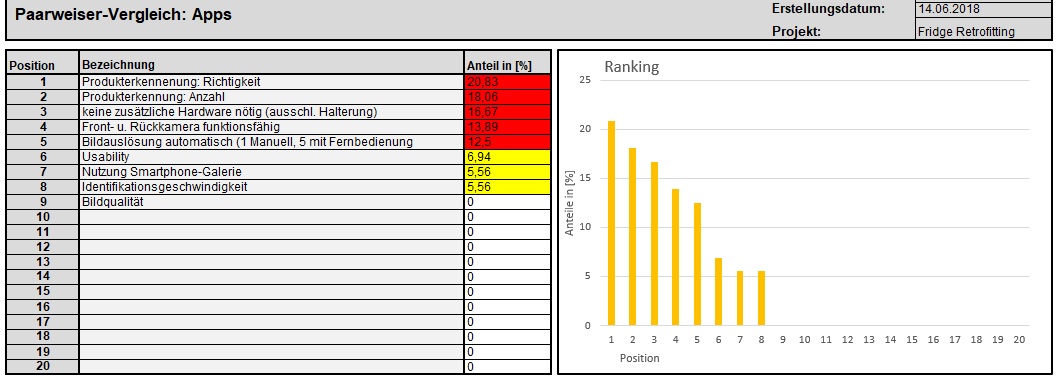 Paarweiser-Vergleich: Apps
Erstellungsdatum: 14.06.2018
Projekt: Fridge Retrofitting
Position Bezeichnung Anteil in [%]
1 Produkterkennenung: Richtigkeit 20,83
2 Produkterkennung: Anzahl 18,06
3 keine zusätzliche Hardware nötig (ausschl. Halterung) 16,67
4 Front- u. Rückkamera funktionsfähig 13,89
5 Bildauslösung automatisch (1 Manuell, 5 mit Fernbedienung 12,5
6 Usability 6,94
7 Nutzung Smartphone-Galerie 5,56
8 Identifikationsgeschwindigkeit 5,56
9 Bildqualität 0
10 0
11 0
12 0
13 0
14 0
15 0
16 0
17 0
18 0
19 0
20 0
Ranking
Anteile in [%]
25
20
15
10
5
0
1 2 3 4 5 6 7 8 9 10 11 12 13 14 15 16 17 18 19 20
Position